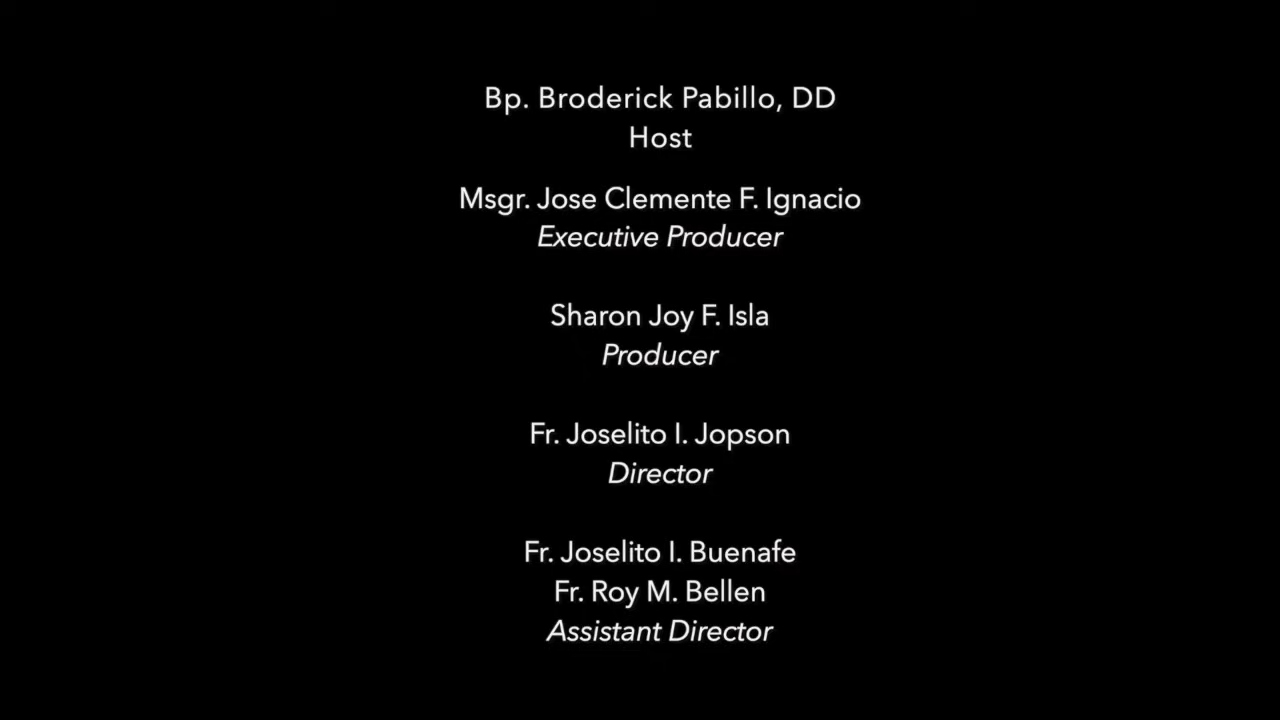 Bp. Broderick Pabillo, DD
Host
Msgr. Jose Clemente F. Ignacio
Executive Producer
Sharon Joy F. Isla
Producer
Fr. Joselito I. Jopson
Director
Fr. Joselito I. Buenafe
Fr. Roy M. Bellen
Assistant Director